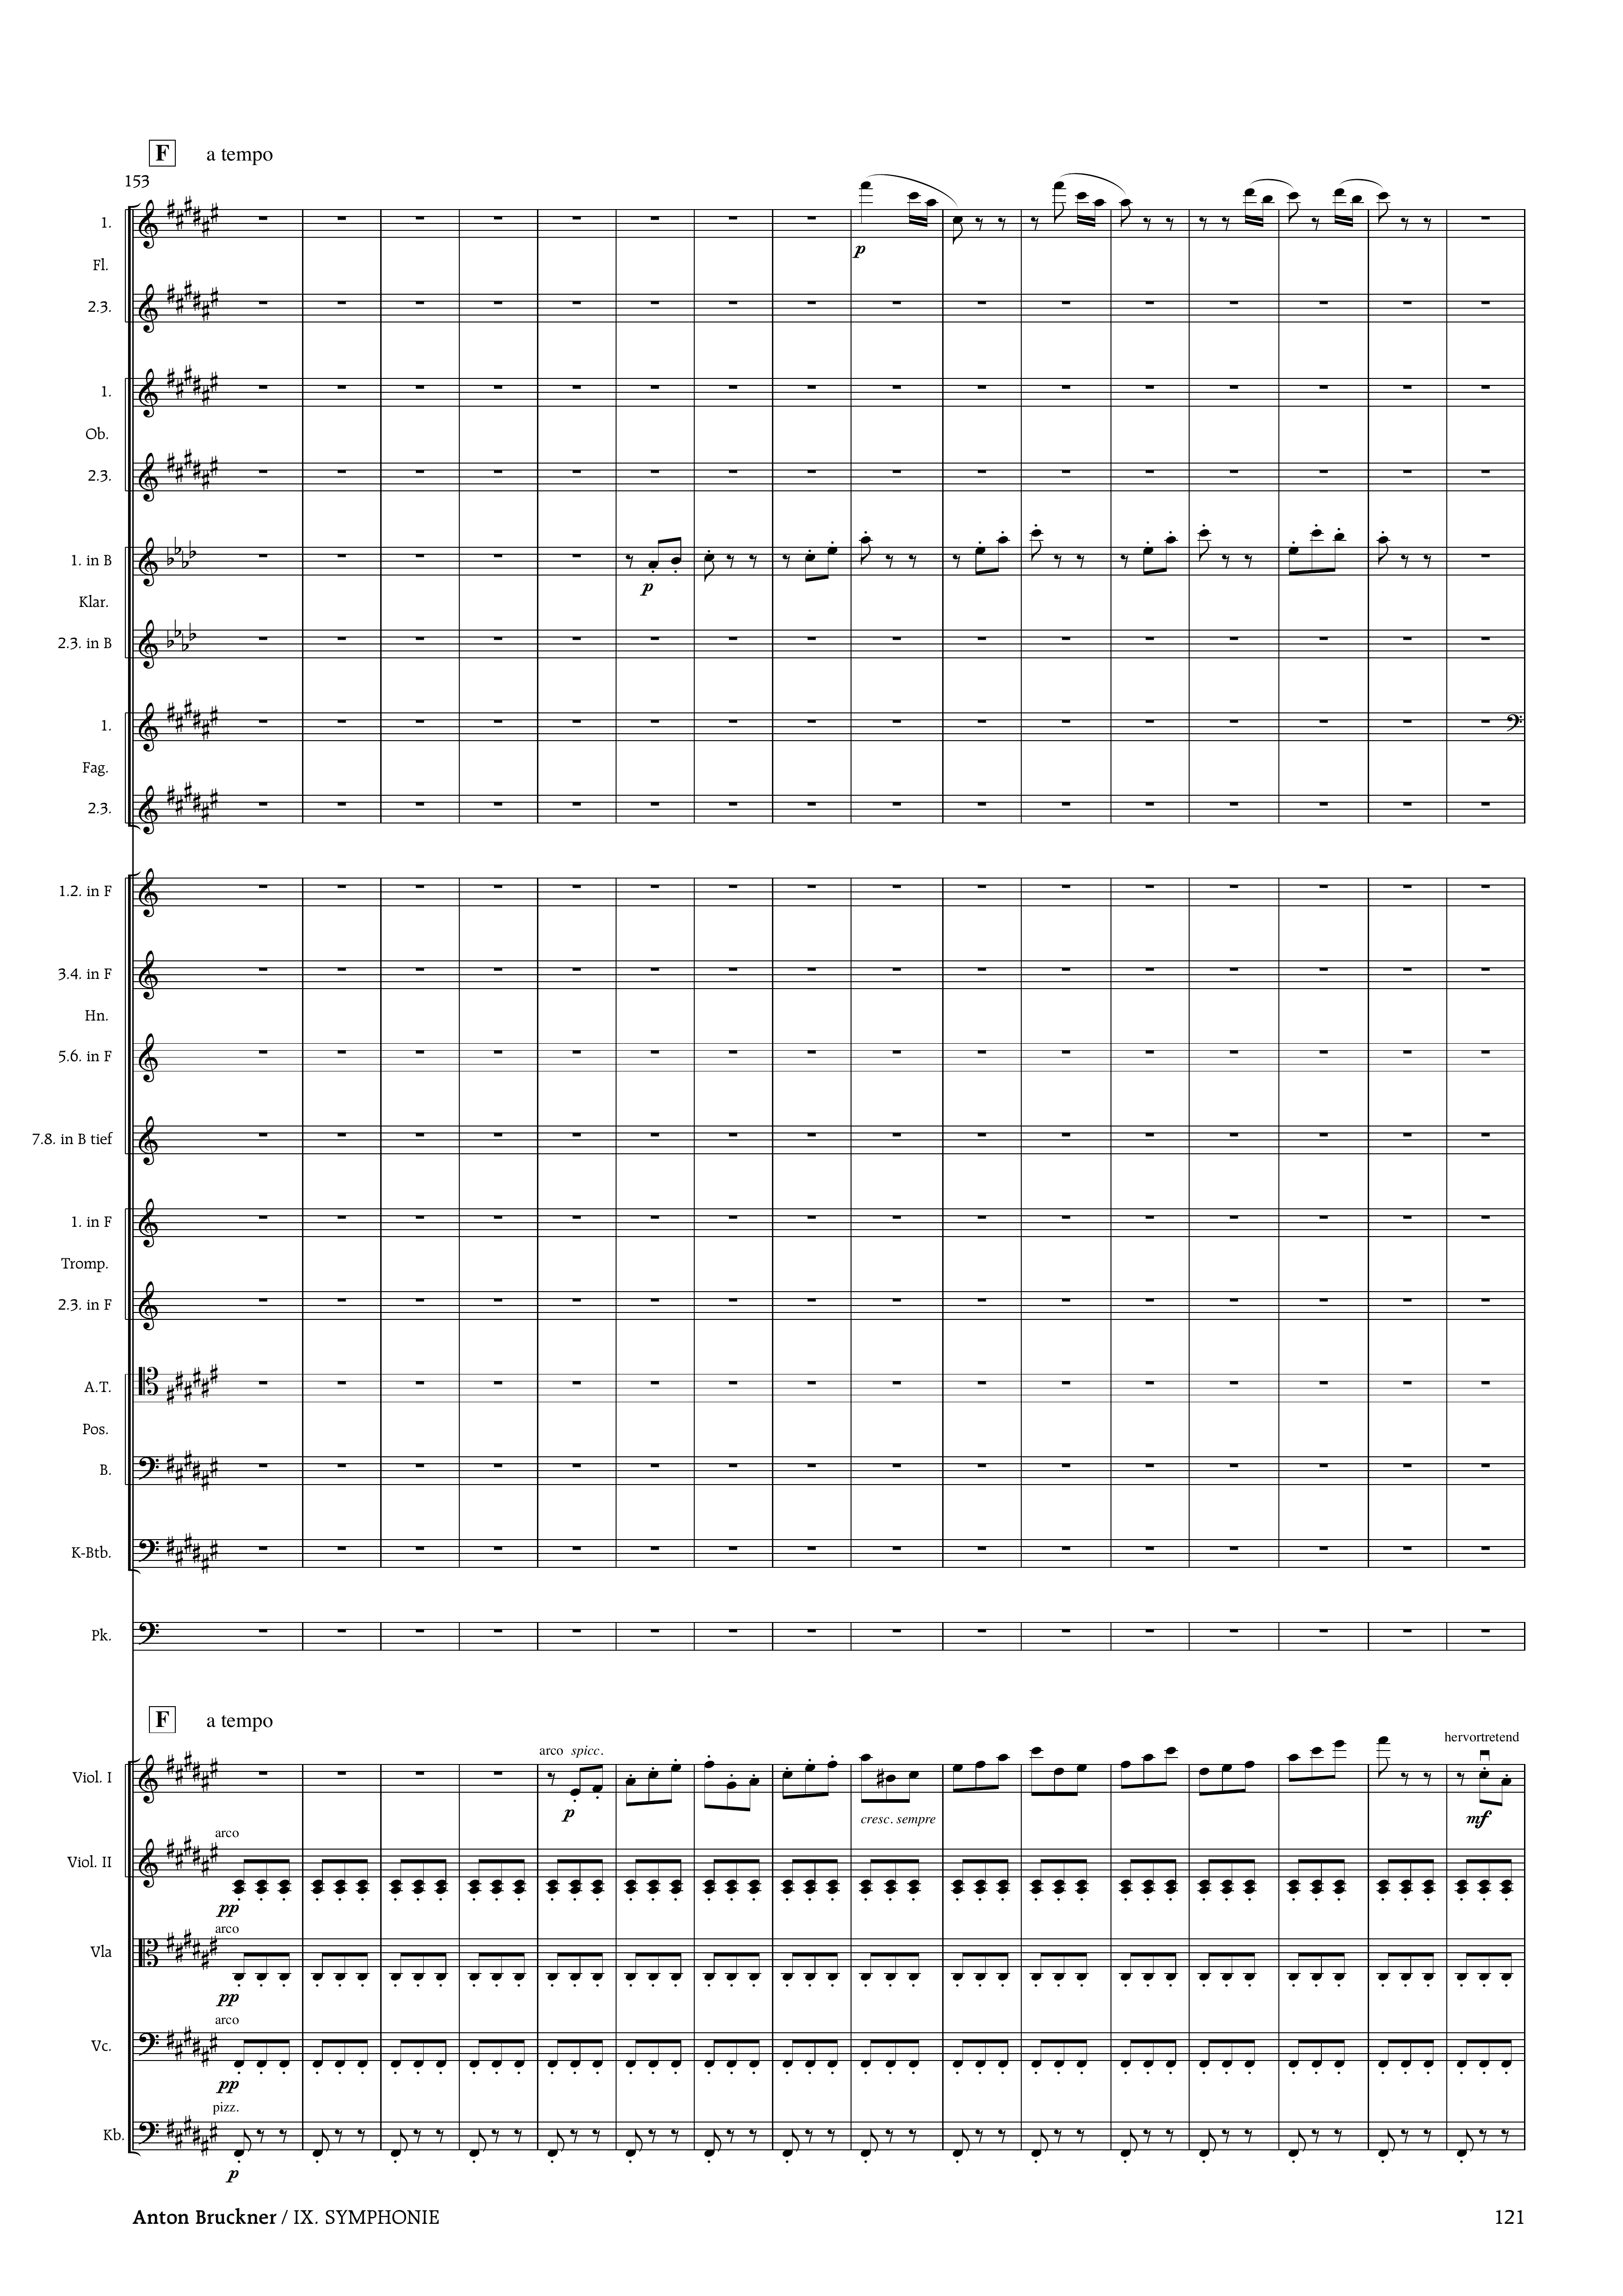 F a tempo
153
1.
Fl.
2.3.
1.
Ob.
2.3.
1. in B
Klar.
2.3. in B
1.
Fag.
2.3.
1.2. in F
3.4. in F
Hn.
5.6. in F
7.8. in B tief
1. in F
Tromp.
2.3. in F
A.T.
Pos.
B.
K-Btb.
Pk.
F a tempo
arco spicc. hervortretend
Viol. I
p mf
cresc. sempre
arco
Viol. II
pp
arco
Vla
pp
arco
Vc.
pp
pizz.
Kb.
p
p
p
Anton Bruckner / IX. SYMPHONIE 121